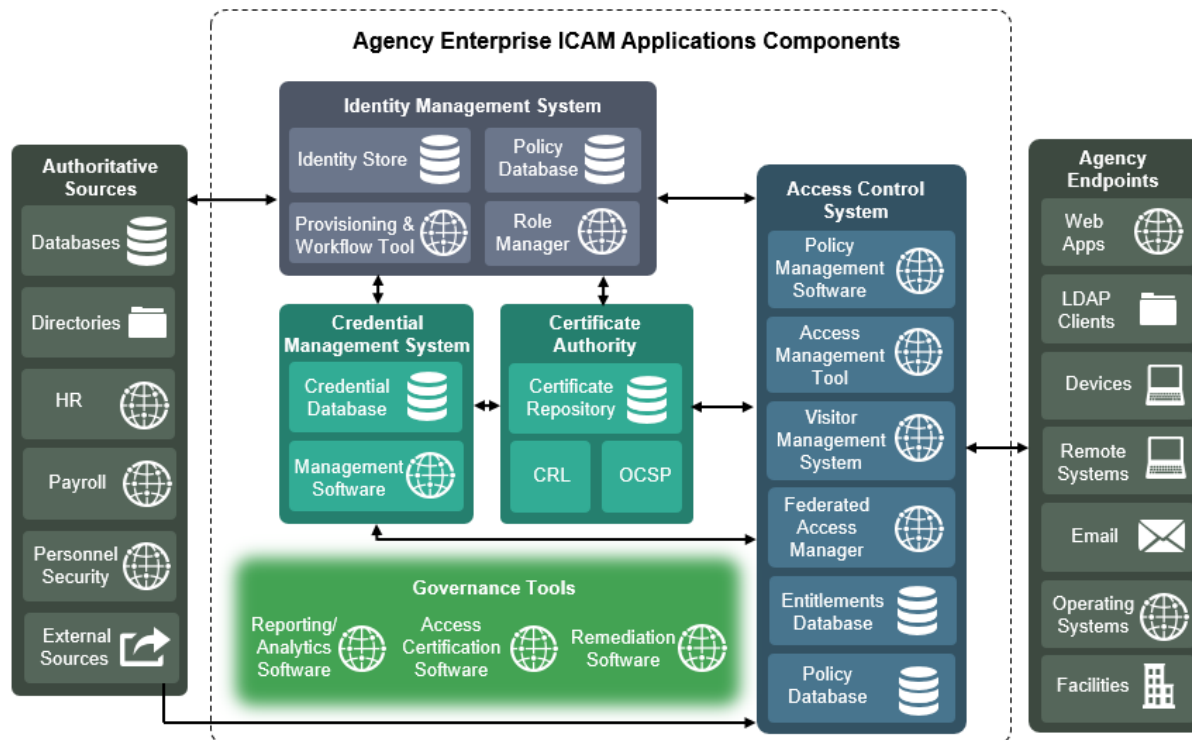 Agency Enterprise ICAM Applications Components
Authoritative
Sources
Databases
Directories
HR
Payroll
Personnel
Security
External
Sources
Identity Management System
Identity Store
Policy
Database
Provisioning &
Workflow Tool
Role
Manager
Credential
Management System
Credential
Database
Management
Software
Certificate
Authority
Certificate
Repository
CRL
OCSP
Governance Tools
Reporting/
Analytics
Software
Access
Certification
Software
Remediation
Software
Access Control
System
Policy
Management
Software
Access
Management
Tool
Visitor
Management
System
Federated
Access
Manager
Entitlements
Database
Policy
Database
Agency
Endpoints
Web
Apps
LDAP
Clients
Devices
Remote
Systems
Email
Operating
Systems
Facilities